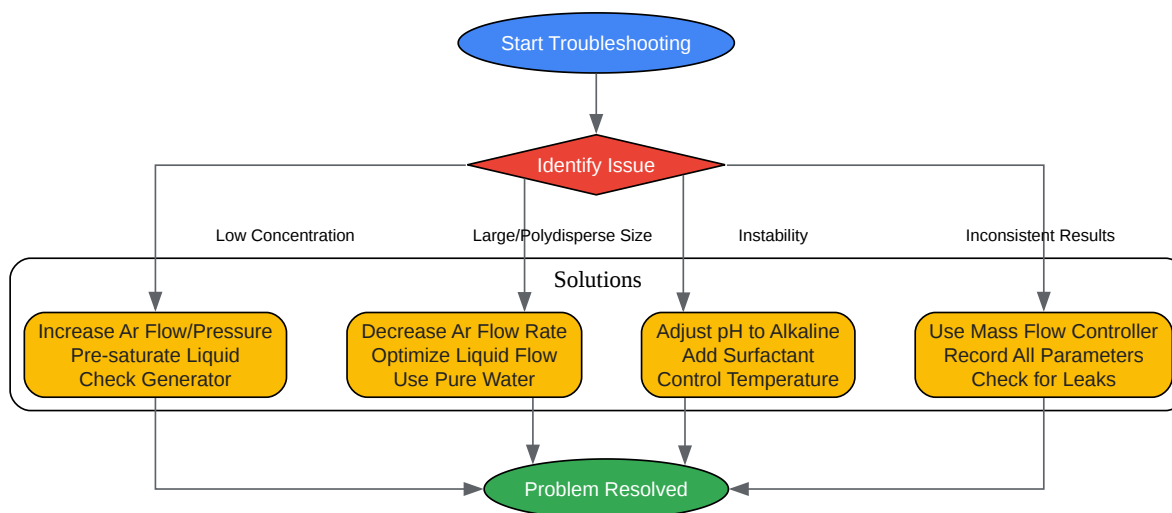 Start Troubleshooting
Identify Issue
Low Concentration
Large/Polydisperse Size
Instability
Inconsistent Results
Solutions
Increase Ar Flow/Pressure
Pre-saturate Liquid
Check Generator
Decrease Ar Flow Rate
Optimize Liquid Flow
Use Pure Water
Adjust pH to Alkaline
Add Surfactant
Control Temperature
Use Mass Flow Controller
Record All Parameters
Check for Leaks
Problem Resolved